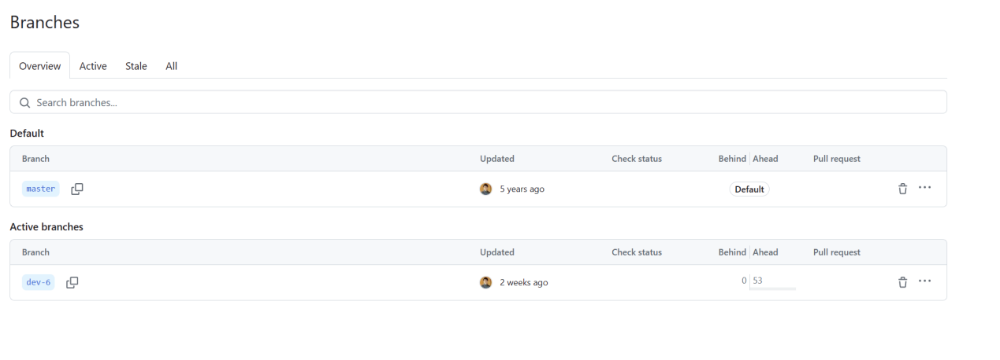 Branches
Overview Active Stale All
Search branches...
Default
Branch Updated Check status Behind Ahead Pull request
master 5 years ago Default
Active branches
Branch Updated Check status Behind Ahead Pull request
dev-6 2 weeks ago 0 53